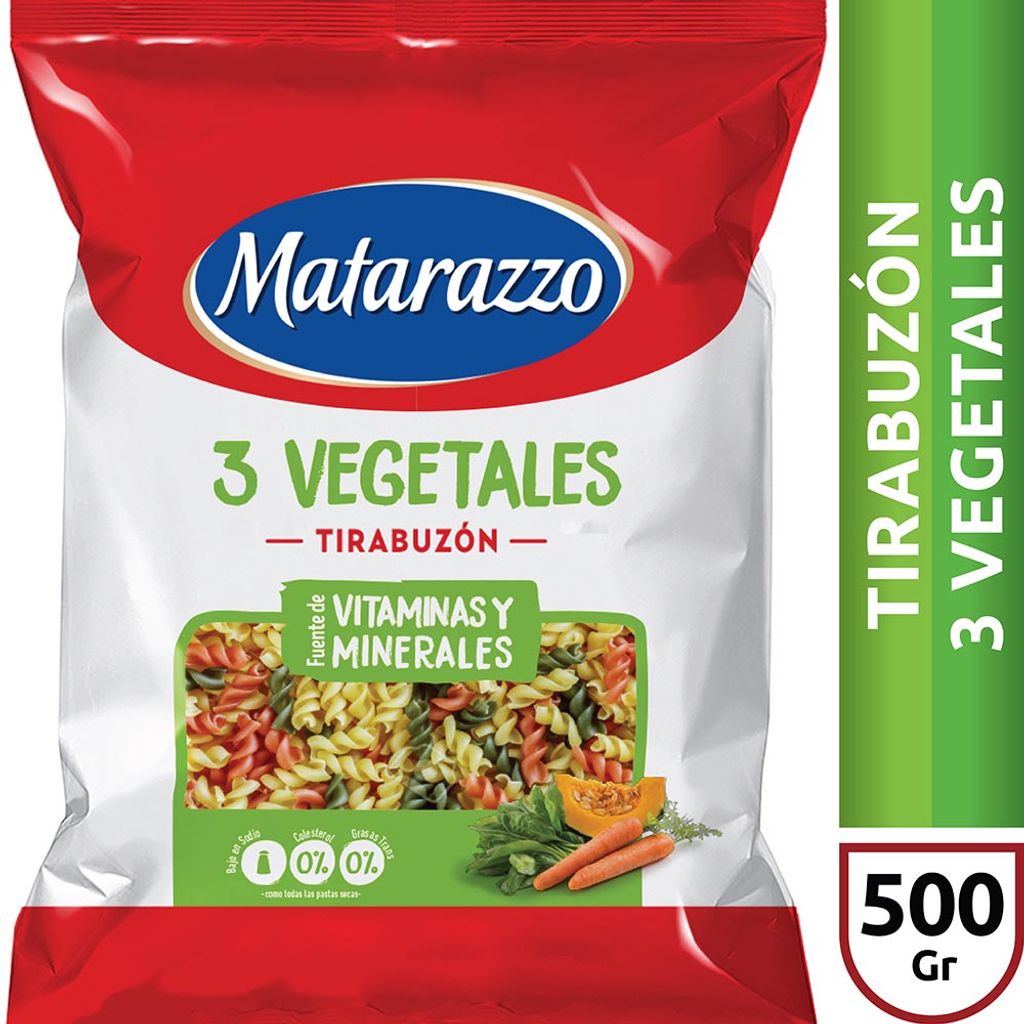 Matarazzo
3 VEGETALES
TIRABUZÓN
Fuente de
VITAMINAS Y
MINERALES
Bajo en Sodio
Colesterol
0%
Grasas Trans
0%
-como todas las pastas secas-
TIRABUZÓN
3 VEGETALES
500
Gr